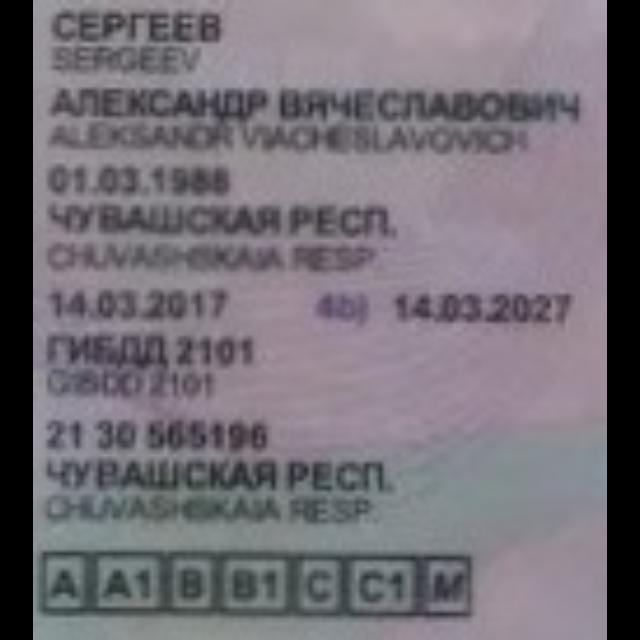 СЕРГЕЕВ
SERGEEV
АЛЕКСАНДР ВЯЧЕСЛАВОВИЧ
ALEKSANDR VIACHESLAVOVICH
01.03.1988
ЧУВАШСКАЯ РЕСП.
CHUVASHSKAIA RESP.
14.03.2017 4b) 14.03.2027
ГИБДД 2101
GIBDD 2101
21 30 565196
ЧУВАШСКАЯ РЕСП.
CHUVASHSKAIA RESP.
A A1 B B1 C C1 M